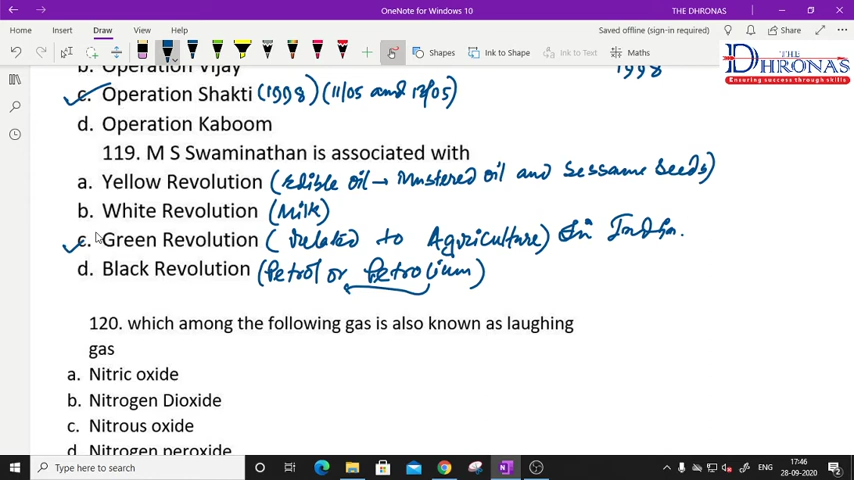 OneNote for Windows 10
THE DHRONAS
Home Insert Draw View Help
Saved offline (sign-in required)
Share
Shapes Ink to Shape Ink to Text Maths
THE
DHRONAS
Ensuring success through skills
b. Operation Vijay
1998
c. Operation Shakti (1998) (11/05 and 13/05)
d. Operation Kaboom
119. M S Swaminathan is associated with
a. Yellow Revolution (Edible oil → Mustered oil and Sessame Seeds)
b. White Revolution (Milk)
c. Green Revolution (related to Agriculture) In India.
d. Black Revolution (Petrol or Petrolium)
120. which among the following gas is also known as laughing
gas
a. Nitric oxide
b. Nitrogen Dioxide
c. Nitrous oxide
d. Nitrogen peroxide
Type here to search
ENG
17:46
28-09-2020
2